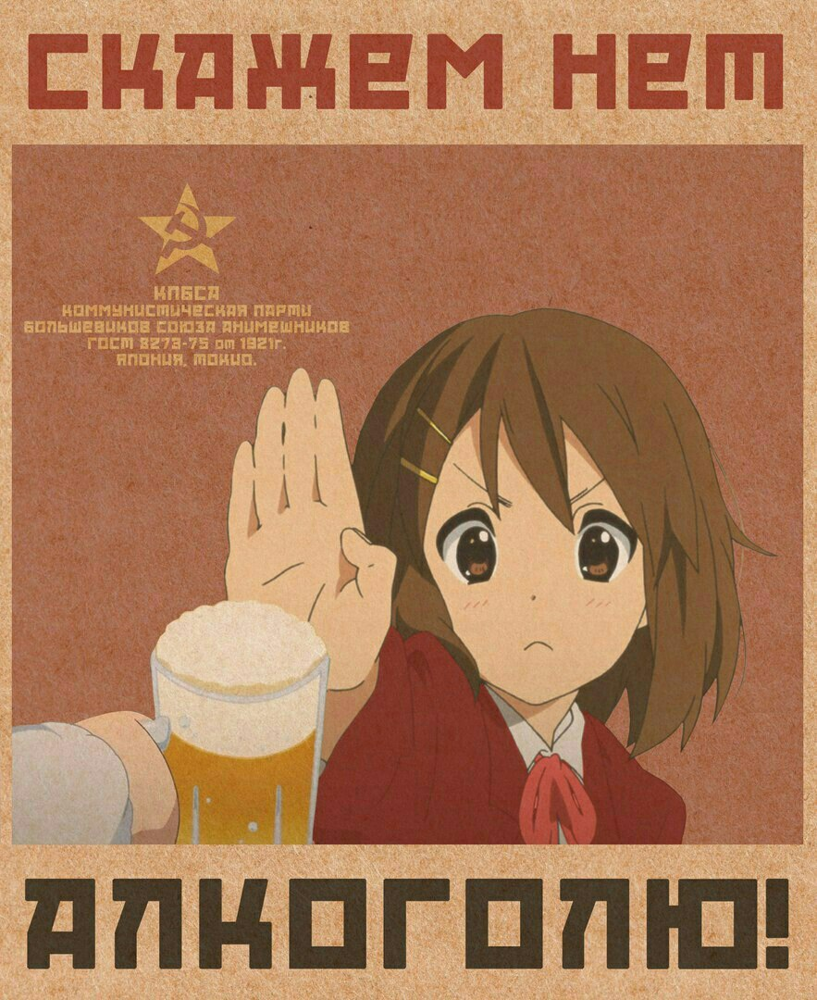 СКАЖЕМ НЕТ
КПБСА
КОММУНИСТИЧЕСКАЯ ПАРТИ
БОЛЬШЕВИКОВ СОЮЗА АНИМЕШНИКОВ
ГОСТ 8273-75 от 1921г.
ЯПОНИЯ, ТОКИО.
АЛКОГОЛЮ!